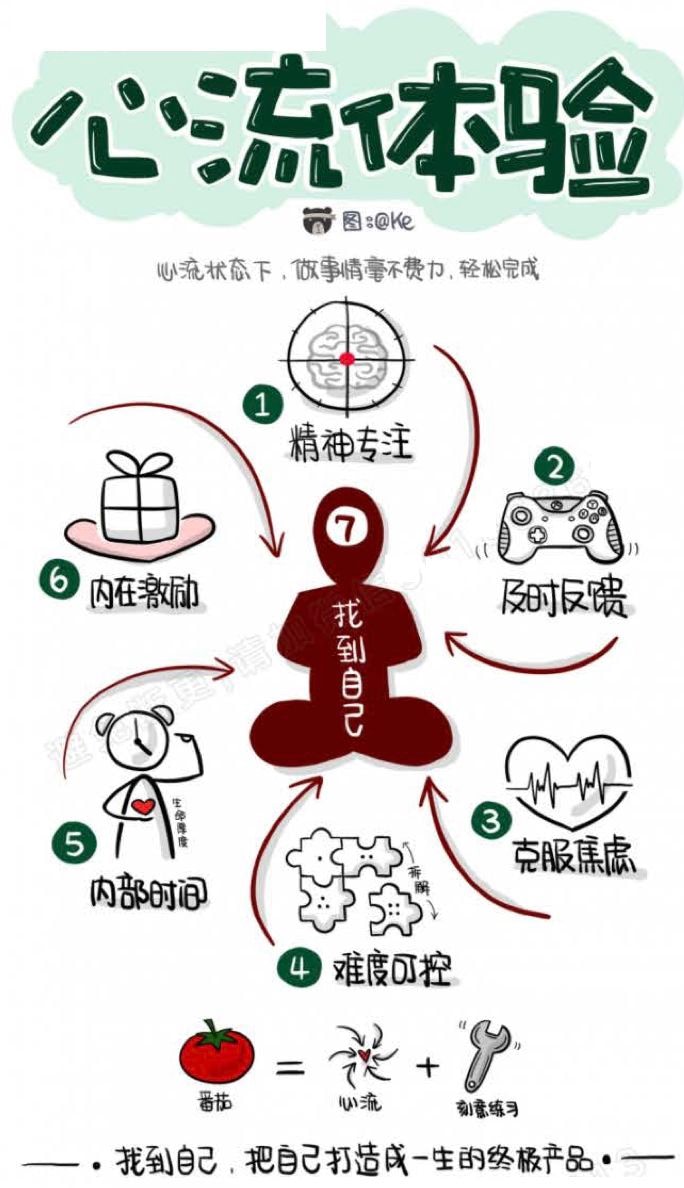 心流体验
图:@Ke
心流状态下,做事情毫不费力,轻松完成
1
精神专注
2
及时反馈
3
克服焦虑
拆解
4
难度可控
5
内部时间
生命厚度
6
内在激励
7
找到自己
番茄
=
心流
+
刻意练习
找到自己,把自己打造成一生的终极产品